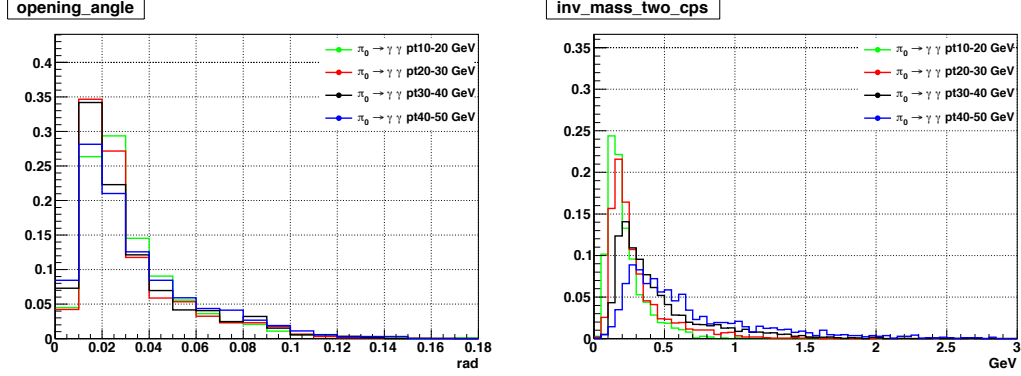 opening_angle
π₀ → γ γ pt10-20 GeV
π₀ → γ γ pt20-30 GeV
π₀ → γ γ pt30-40 GeV
π₀ → γ γ pt40-50 GeV
0.4
0.35
0.3
0.25
0.2
0.15
0.1
0.05
0
0 0.02 0.04 0.06 0.08 0.1 0.12 0.14 0.16 0.18
rad
inv_mass_two_cps
π₀ → γ γ pt10-20 GeV
π₀ → γ γ pt20-30 GeV
π₀ → γ γ pt30-40 GeV
π₀ → γ γ pt40-50 GeV
0.35
0.3
0.25
0.2
0.15
0.1
0.05
0
0 0.5 1 1.5 2 2.5 3
GeV